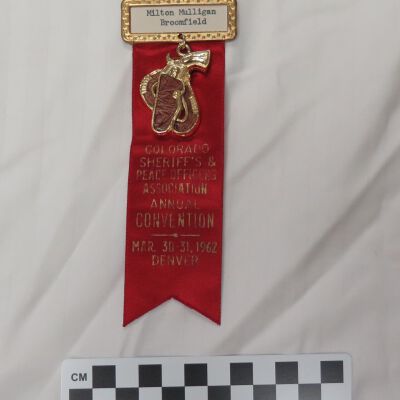 Milton Mulligan
Broomfield
COLORADO
SHERIFF'S &
PEACE OFFICERS
ASSOCIATION
ANNUAL
CONVENTION
MAR. 30-31, 1962
DENVER
CM